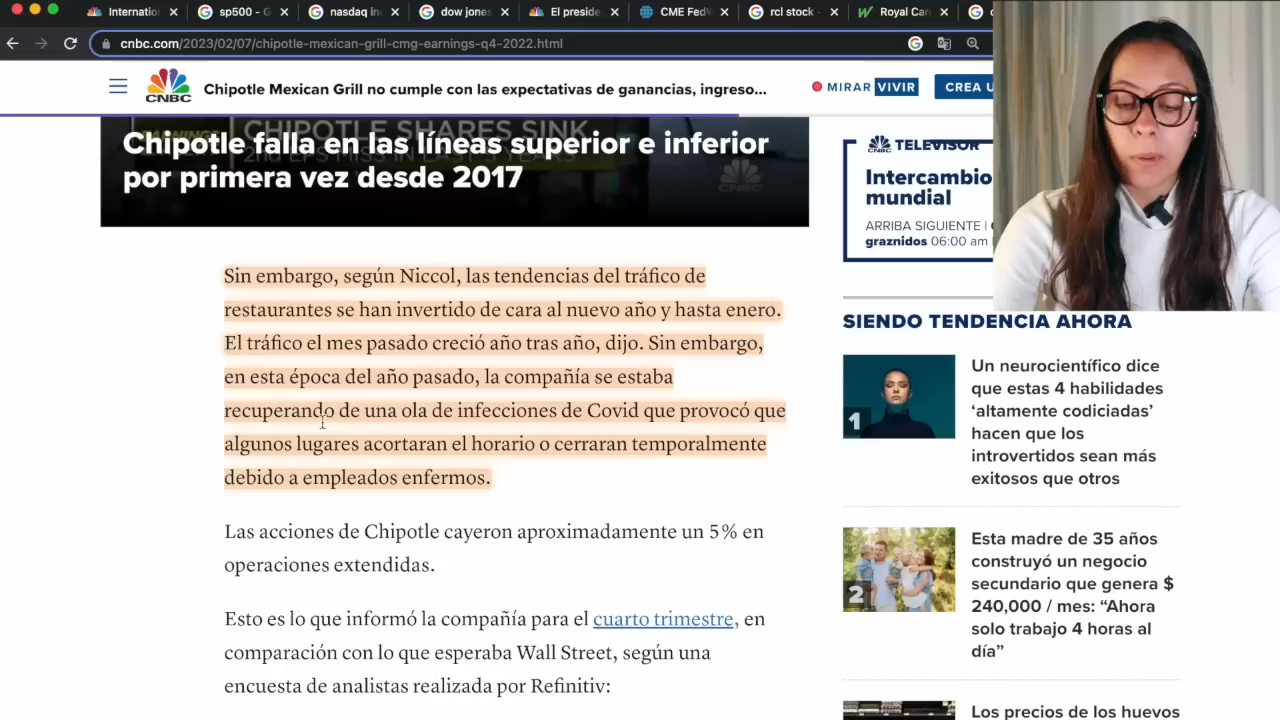 Internation
sp500 - G
nasdaq in
dow jones
El preside
CME FedW
rcl stock -
Royal Cari
cnbc.com/2023/02/07/chipotle-mexican-grill-cmg-earnings-q4-2022.html
CNBC
Chipotle Mexican Grill no cumple con las expectativas de ganancias, ingreso...
MIRAR VIVIR
CREA U
CHIPOTLE SHARES SINK
2ND EPS MISS IN LAST 5 YEARS
Chipotle falla en las líneas superior e inferior
por primera vez desde 2017
CNBC
Sin embargo, según Niccol, las tendencias del tráfico de
restaurantes se han invertido de cara al nuevo año y hasta enero.
El tráfico el mes pasado creció año tras año, dijo. Sin embargo,
en esta época del año pasado, la compañía se estaba
recuperando de una ola de infecciones de Covid que provocó que
algunos lugares acortaran el horario o cerraran temporalmente
debido a empleados enfermos.
Las acciones de Chipotle cayeron aproximadamente un 5% en
operaciones extendidas.
Esto es lo que informó la compañía para el cuarto trimestre, en
comparación con lo que esperaba Wall Street, según una
encuesta de analistas realizada por Refinitiv:
CNBC TELEVISOR
Intercambio
mundial
ARRIBA SIGUIENTE |
graznidos 06:00 am
SIENDO TENDENCIA AHORA
1
Un neurocientífico dice
que estas 4 habilidades
‘altamente codiciadas’
hacen que los
introvertidos sean más
exitosos que otros
2
Esta madre de 35 años
construyó un negocio
secundario que genera $
240,000 / mes: “Ahora
solo trabajo 4 horas al
día”
Los precios de los huevos